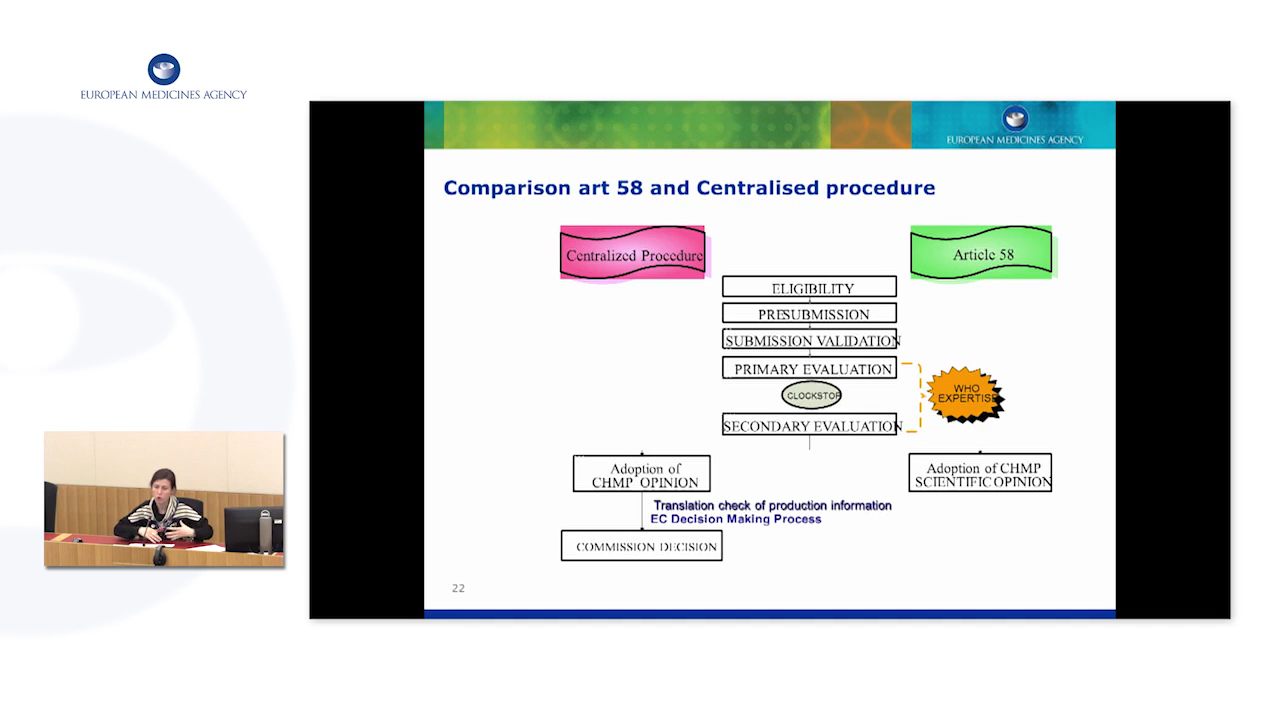 EUROPEAN MEDICINES AGENCY
EUROPEAN MEDICINES AGENCY
Comparison art 58 and Centralised procedure
Centralized Procedure
Article 58
ELIGIBILITY
PRESUBMISSION
SUBMISSION VALIDATION
PRIMARY EVALUATION
CLOCKSTOP
WHO
EXPERTISE
SECONDARY EVALUATION
Adoption of
CHMP OPINION
Adoption of CHMP
SCIENTIFIC OPINION
Translation check of production information
EC Decision Making Process
COMMISSION DECISION
22